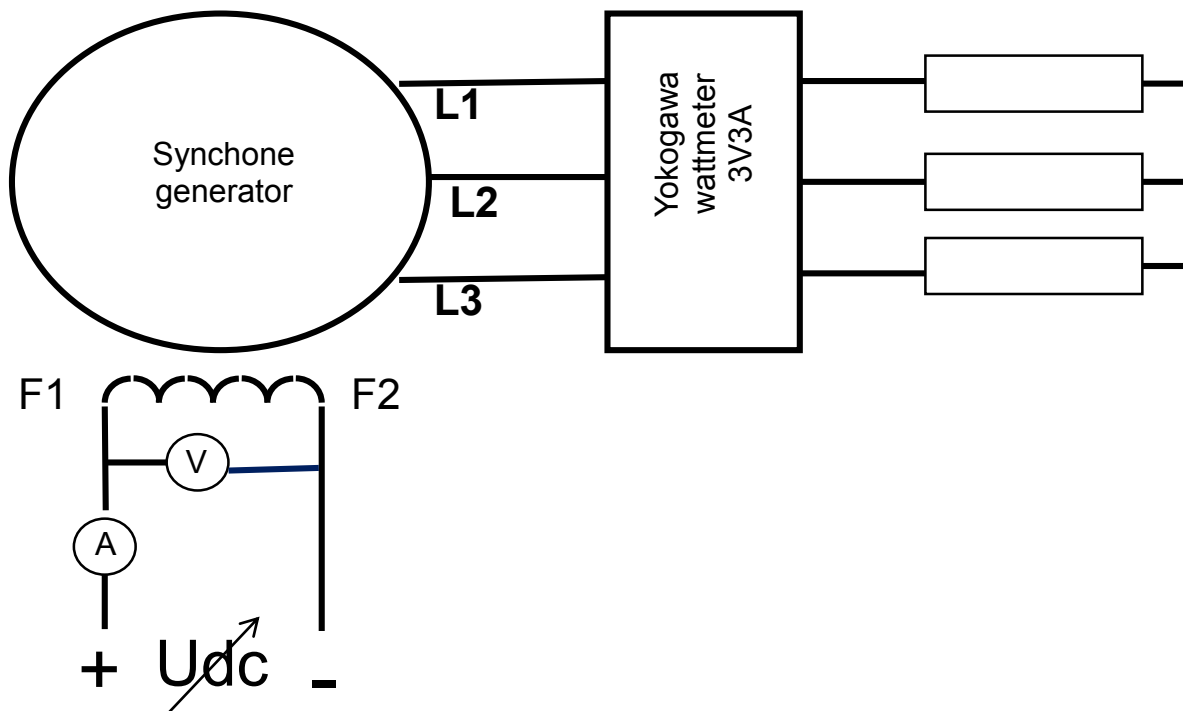 Synchone
generator
L1
L2
L3
Yokogawa
wattmeter
3V3A
F1
F2
V
A
+ Udc -